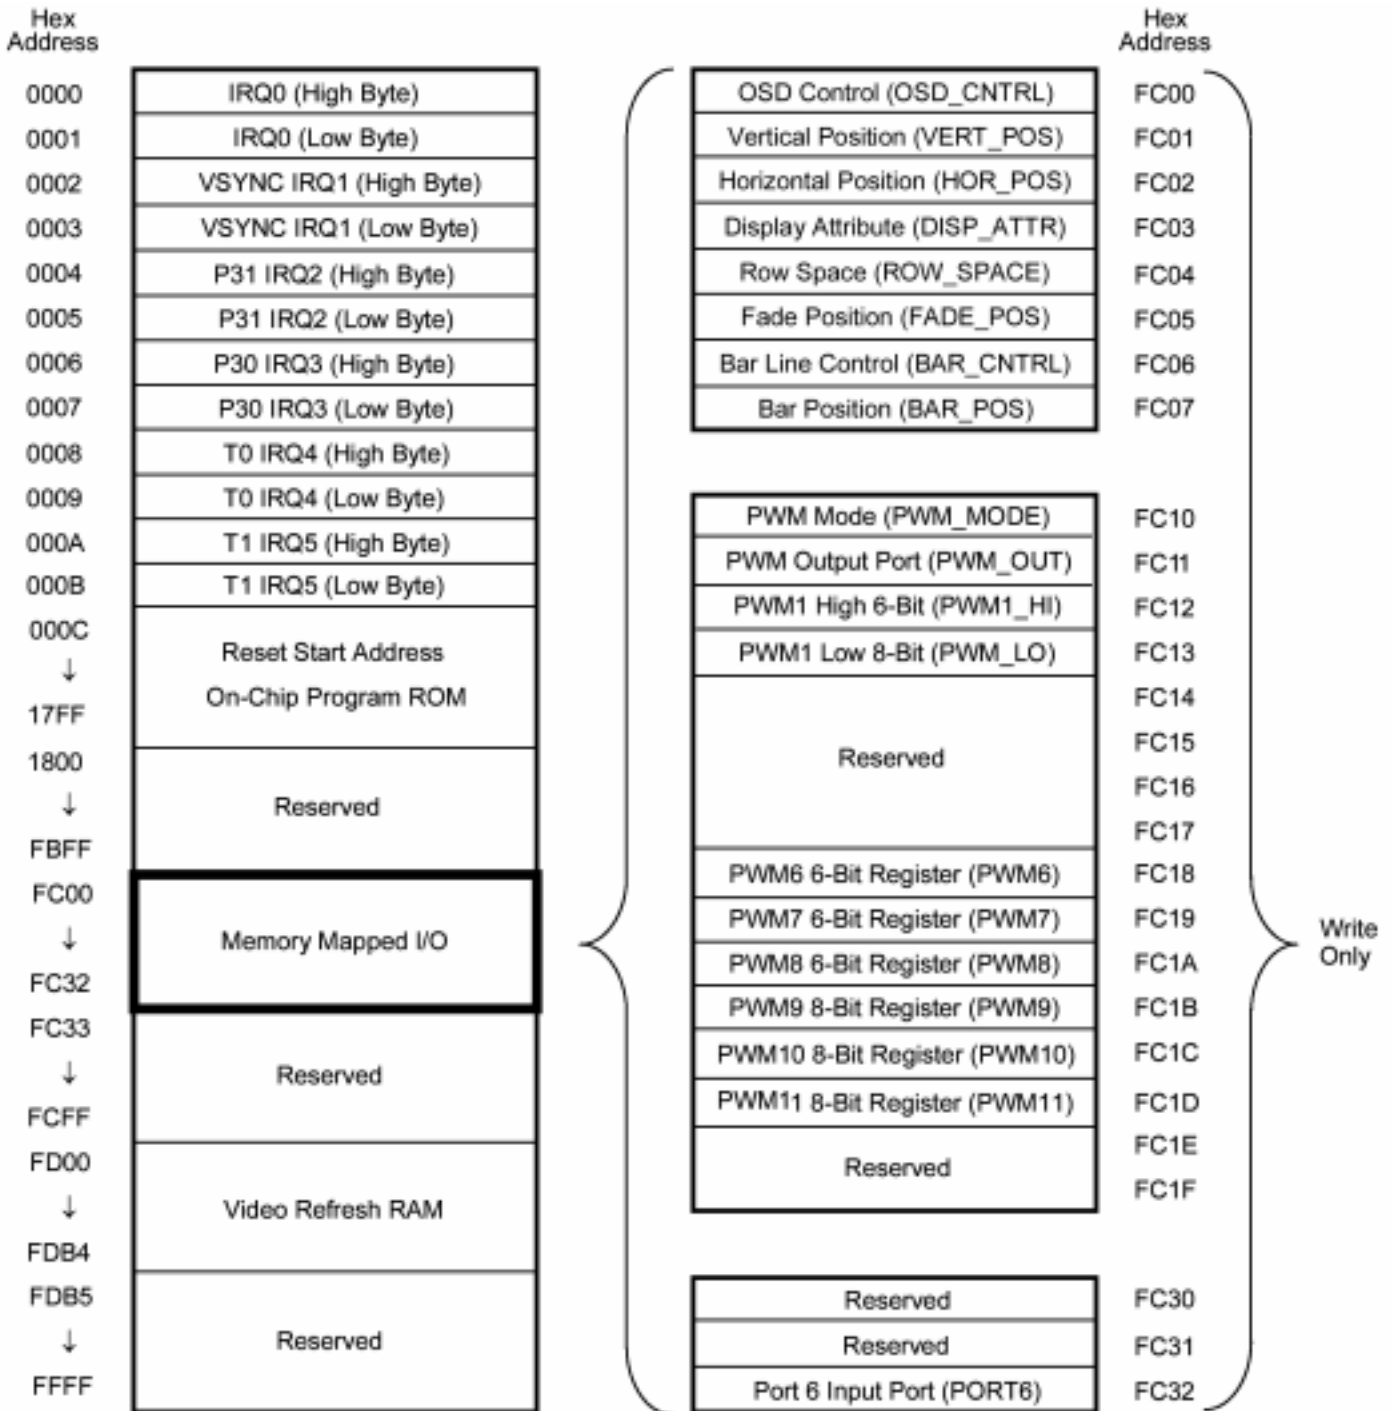 Hex
Address
0000 IRQ0 (High Byte)
0001 IRQ0 (Low Byte)
0002 VSYNC IRQ1 (High Byte)
0003 VSYNC IRQ1 (Low Byte)
0004 P31 IRQ2 (High Byte)
0005 P31 IRQ2 (Low Byte)
0006 P30 IRQ3 (High Byte)
0007 P30 IRQ3 (Low Byte)
0008 T0 IRQ4 (High Byte)
0009 T0 IRQ4 (Low Byte)
000A T1 IRQ5 (High Byte)
000B T1 IRQ5 (Low Byte)
000C
Reset Start Address
↓
On-Chip Program ROM
17FF
1800
↓ Reserved
FBFF
FC00
↓ Memory Mapped I/O
FC32
FC33
↓ Reserved
FCFF
FD00
↓ Video Refresh RAM
FDB4
FDB5
↓ Reserved
FFFF
Hex
Address
OSD Control (OSD_CNTRL) FC00
Vertical Position (VERT_POS) FC01
Horizontal Position (HOR_POS) FC02
Display Attribute (DISP_ATTR) FC03
Row Space (ROW_SPACE) FC04
Fade Position (FADE_POS) FC05
Bar Line Control (BAR_CNTRL) FC06
Bar Position (BAR_POS) FC07
PWM Mode (PWM_MODE) FC10
PWM Output Port (PWM_OUT) FC11
PWM1 High 6-Bit (PWM1_HI) FC12
PWM1 Low 8-Bit (PWM_LO) FC13
FC14
FC15
Reserved
FC16
FC17
PWM6 6-Bit Register (PWM6) FC18
PWM7 6-Bit Register (PWM7) FC19
PWM8 6-Bit Register (PWM8) FC1A
PWM9 8-Bit Register (PWM9) FC1B
PWM10 8-Bit Register (PWM10) FC1C
PWM11 8-Bit Register (PWM11) FC1D
FC1E
Reserved
FC1F
Reserved FC30
Reserved FC31
Port 6 Input Port (PORT6) FC32
Write
Only